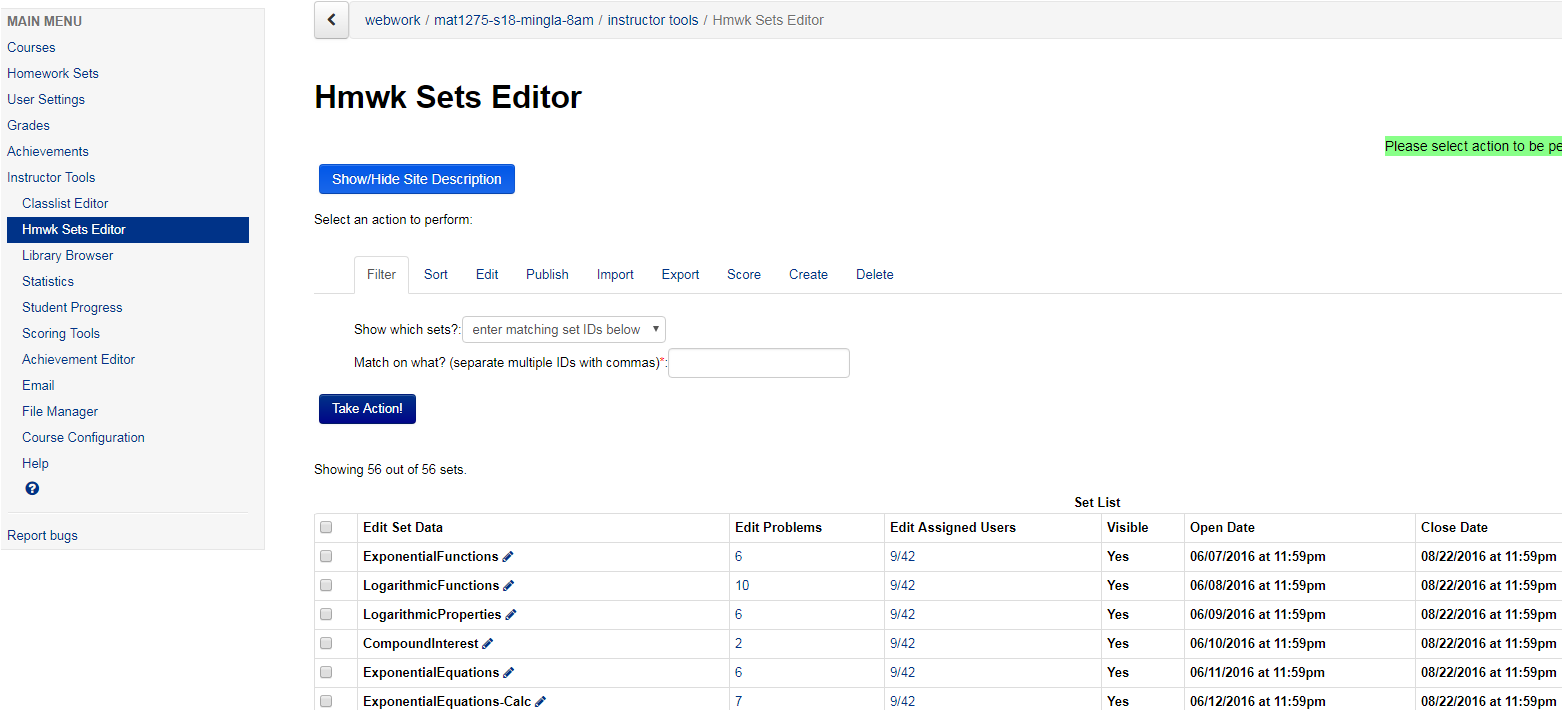 MAIN MENU
Courses
Homework Sets
User Settings
Grades
Achievements
Instructor Tools
Classlist Editor
Hmwk Sets Editor
Library Browser
Statistics
Student Progress
Scoring Tools
Achievement Editor
Email
File Manager
Course Configuration
Help
?
Report bugs
webwork / mat1275-s18-mingla-8am / instructor tools / Hmwk Sets Editor
Hmwk Sets Editor
Please select action to be pe
Show/Hide Site Description
Select an action to perform:
Filter Sort Edit Publish Import Export Score Create Delete
Show which sets?: enter matching set IDs below
Match on what? (separate multiple IDs with commas)*:
Take Action!
Showing 56 out of 56 sets.
Set List
Edit Set Data Edit Problems Edit Assigned Users Visible Open Date Close Date
ExponentialFunctions 6 9/42 Yes 06/07/2016 at 11:59pm 08/22/2016 at 11:59pm
LogarithmicFunctions 10 9/42 Yes 06/08/2016 at 11:59pm 08/22/2016 at 11:59pm
LogarithmicProperties 6 9/42 Yes 06/09/2016 at 11:59pm 08/22/2016 at 11:59pm
CompoundInterest 2 9/42 Yes 06/10/2016 at 11:59pm 08/22/2016 at 11:59pm
ExponentialEquations 6 9/42 Yes 06/11/2016 at 11:59pm 08/22/2016 at 11:59pm
ExponentialEquations-Calc 7 9/42 Yes 06/12/2016 at 11:59pm 08/22/2016 at 11:59pm